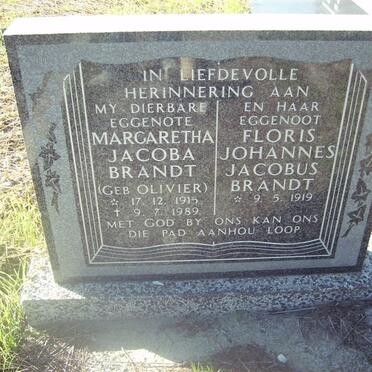 IN LIEFDEVOLLE
HERINNERING AAN
MY DIERBARE
EGGENOTE
MARGARETHA
JACOBA
BRANDT
(GEB OLIVIER)
☆ 17.12.1915
✝ 9.7.1989
EN HAAR
EGGENOOT
FLORIS
JOHANNES
JACOBUS
BRANDT
☆ 9.5.1919
MET GOD BY ONS KAN ONS
DIE PAD AANHOU LOOP